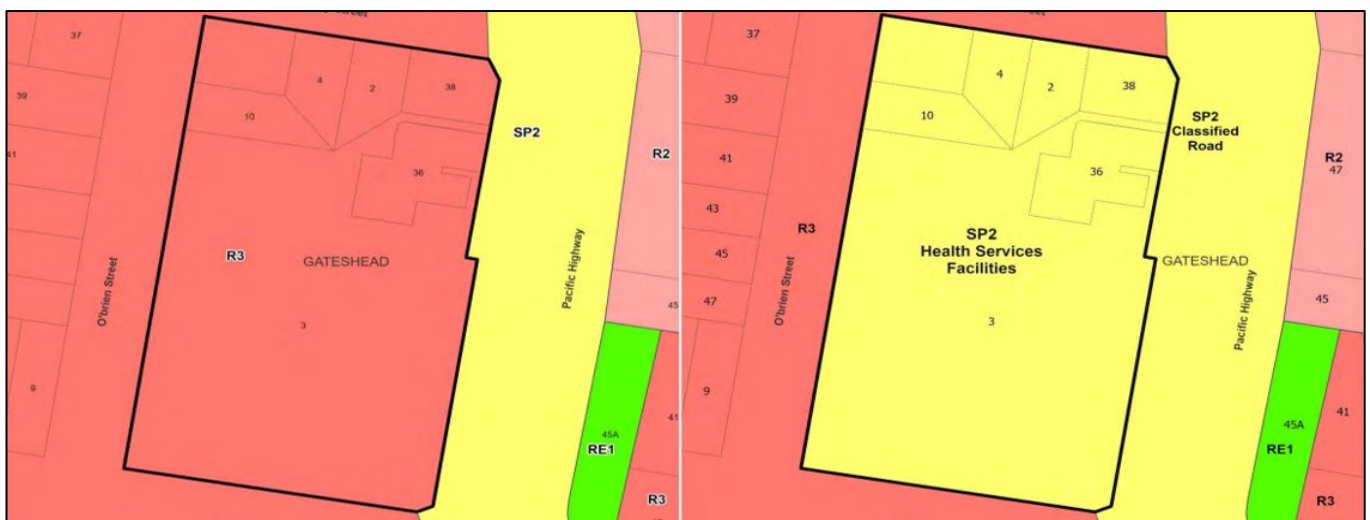 37
39
41
9
4
2
38
10
36
R3
GATESHEAD
3
O'brien Street
SP2
R2
Pacific Highway
45
41
45A
RE1
R3
37
39
41
43
45
47
9
R3
O'brien Street
4
2
38
10
36
SP2
Health Services
Facilities
3
SP2
Classified
Road
GATESHEAD
Pacific Highway
R2
47
45
41
45A
RE1
R3